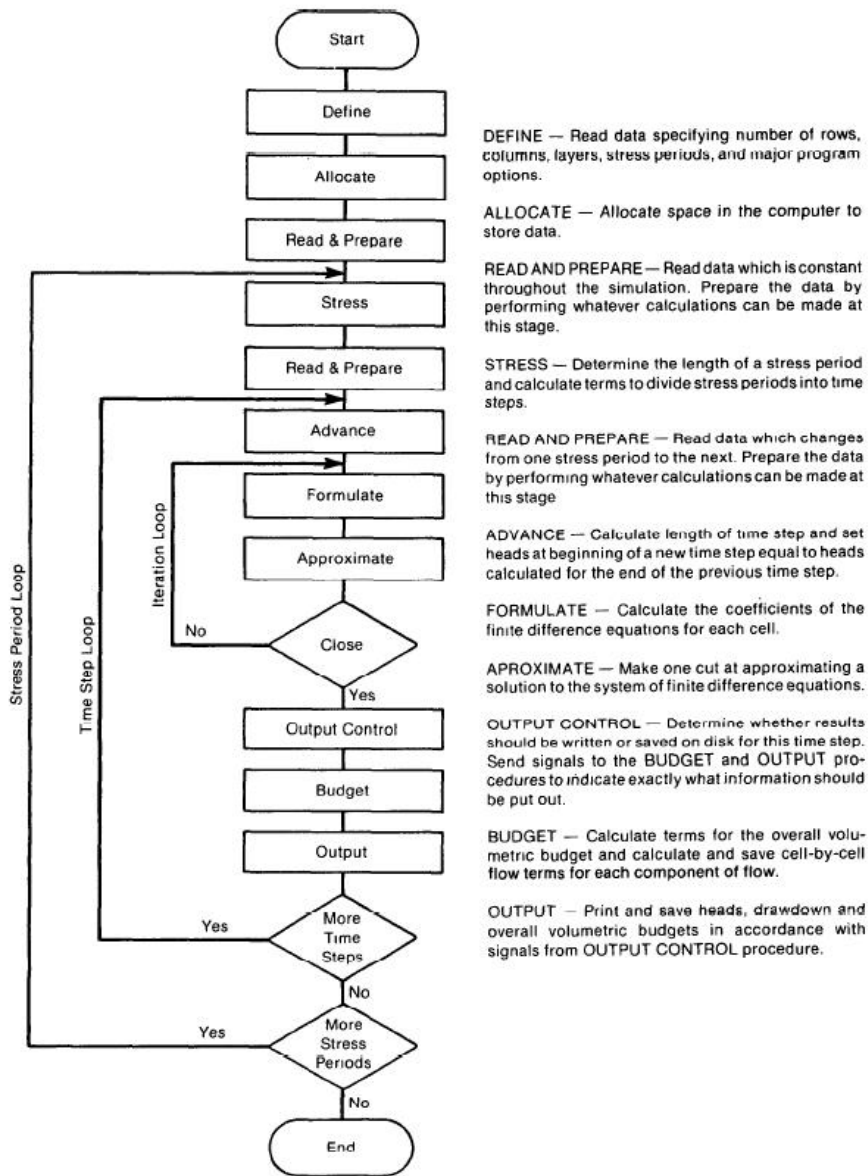 Start
Define
Allocate
Read & Prepare
Stress
Read & Prepare
Advance
Formulate
Approximate
Close
No
Yes
Output Control
Budget
Output
More
Time
Steps
Yes
No
More
Stress
Periods
Yes
No
End
Iteration Loop
Time Step Loop
Stress Period Loop
DEFINE — Read data specifying number of rows,
columns, layers, stress periods, and major program
options.
ALLOCATE — Allocate space in the computer to
store data.
READ AND PREPARE — Read data which is constant
throughout the simulation. Prepare the data by
performing whatever calculations can be made at
this stage.
STRESS — Determine the length of a stress period
and calculate terms to divide stress periods into time
steps.
READ AND PREPARE — Read data which changes
from one stress period to the next. Prepare the data
by performing whatever calculations can be made at
this stage
ADVANCE — Calculate length of time step and set
heads at beginning of a new time step equal to heads
calculated for the end of the previous time step.
FORMULATE — Calculate the coefficients of the
finite difference equations for each cell.
APROXIMATE — Make one cut at approximating a
solution to the system of finite difference equations.
OUTPUT CONTROL — Determine whether results
should be written or saved on disk for this time step.
Send signals to the BUDGET and OUTPUT pro-
cedures to indicate exactly what information should
be put out.
BUDGET — Calculate terms for the overall volu-
metric budget and calculate and save cell-by-cell
flow terms for each component of flow.
OUTPUT — Print and save heads, drawdown and
overall volumetric budgets in accordance with
signals from OUTPUT CONTROL procedure.